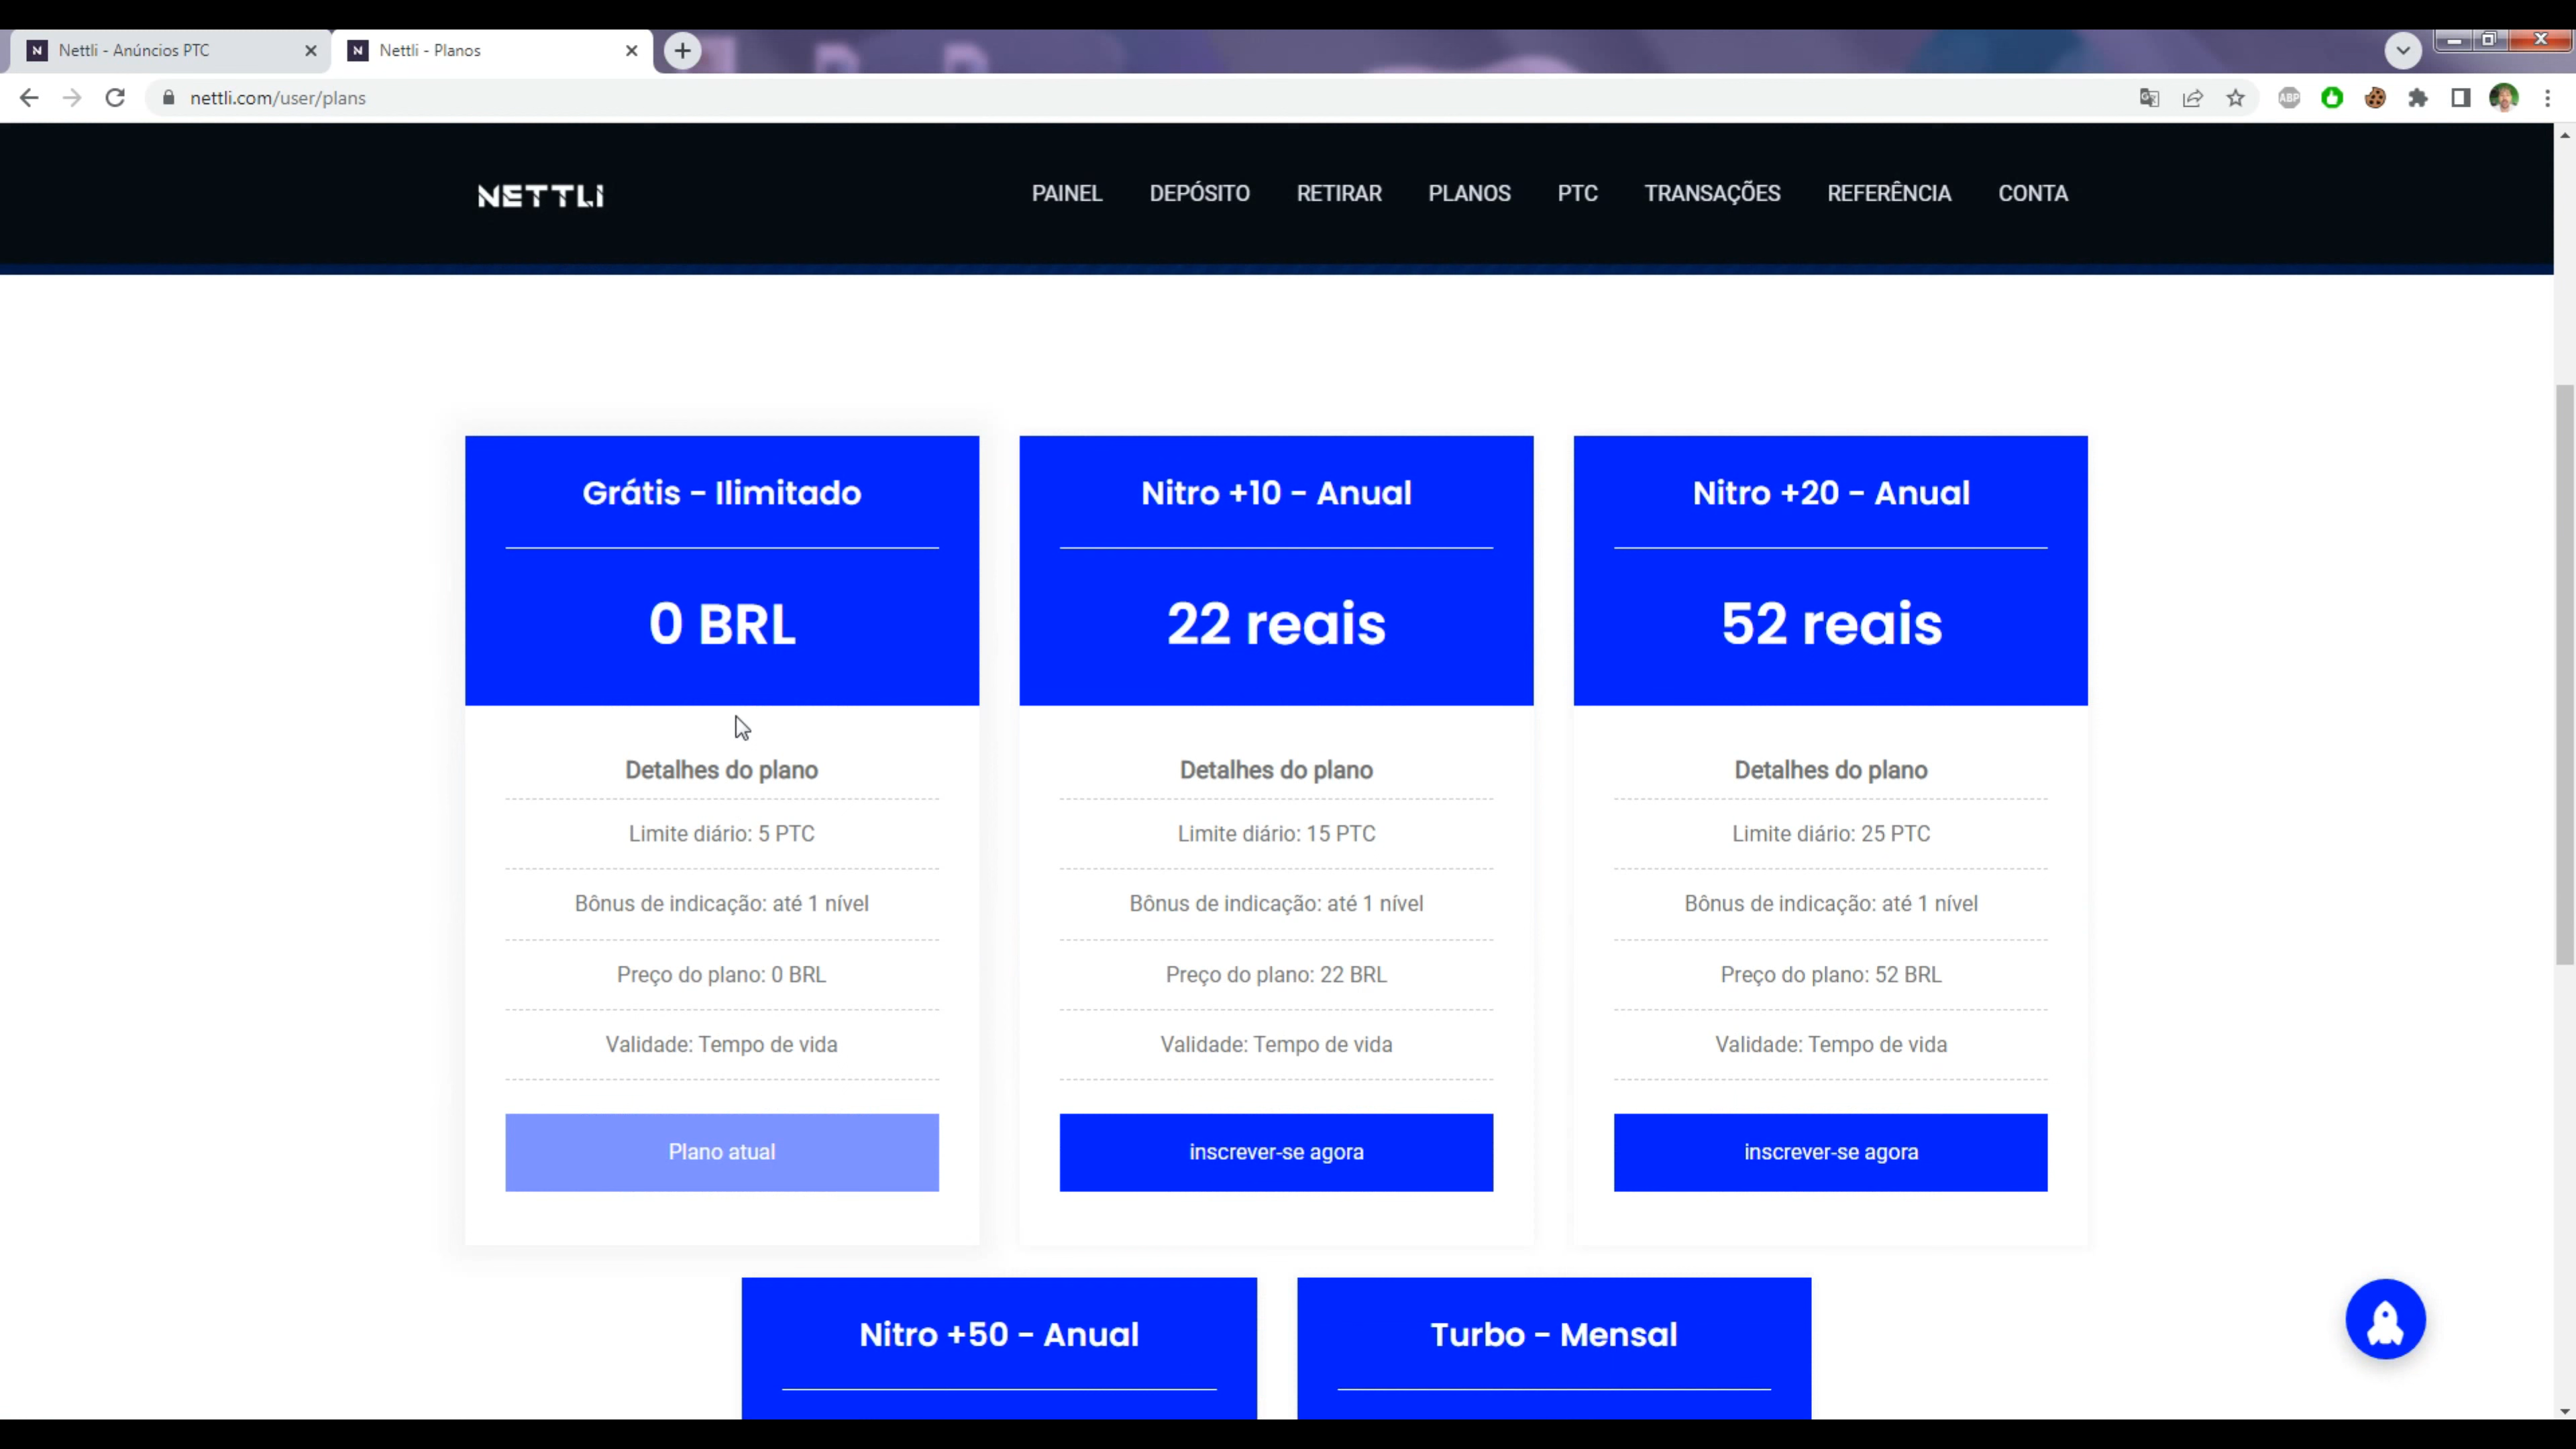 Nettli - Anúncios PTC
Nettli - Planos
nettli.com/user/plans
ABP
NETTLI
PAINEL DEPÓSITO RETIRAR PLANOS PTC TRANSAÇÕES REFERÊNCIA CONTA
Grátis - Ilimitado
0 BRL
Detalhes do plano
Limite diário: 5 PTC
Bônus de indicação: até 1 nível
Preço do plano: 0 BRL
Validade: Tempo de vida
Plano atual
Nitro +10 - Anual
22 reais
Detalhes do plano
Limite diário: 15 PTC
Bônus de indicação: até 1 nível
Preço do plano: 22 BRL
Validade: Tempo de vida
inscrever-se agora
Nitro +20 - Anual
52 reais
Detalhes do plano
Limite diário: 25 PTC
Bônus de indicação: até 1 nível
Preço do plano: 52 BRL
Validade: Tempo de vida
inscrever-se agora
Nitro +50 - Anual
Turbo - Mensal